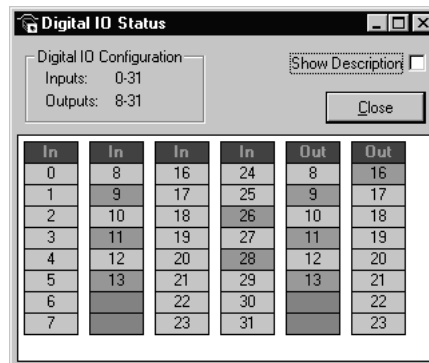 Digital IO Status
Digital IO Configuration
Inputs: 0-31
Outputs: 8-31
Show Description
Close
In In In In Out Out
0 8 16 24 8 16
1 9 17 25 9 17
2 10 18 26 10 18
3 11 19 27 11 19
4 12 20 28 12 20
5 13 21 29 13 21
6 22 30 22
7 23 31 23